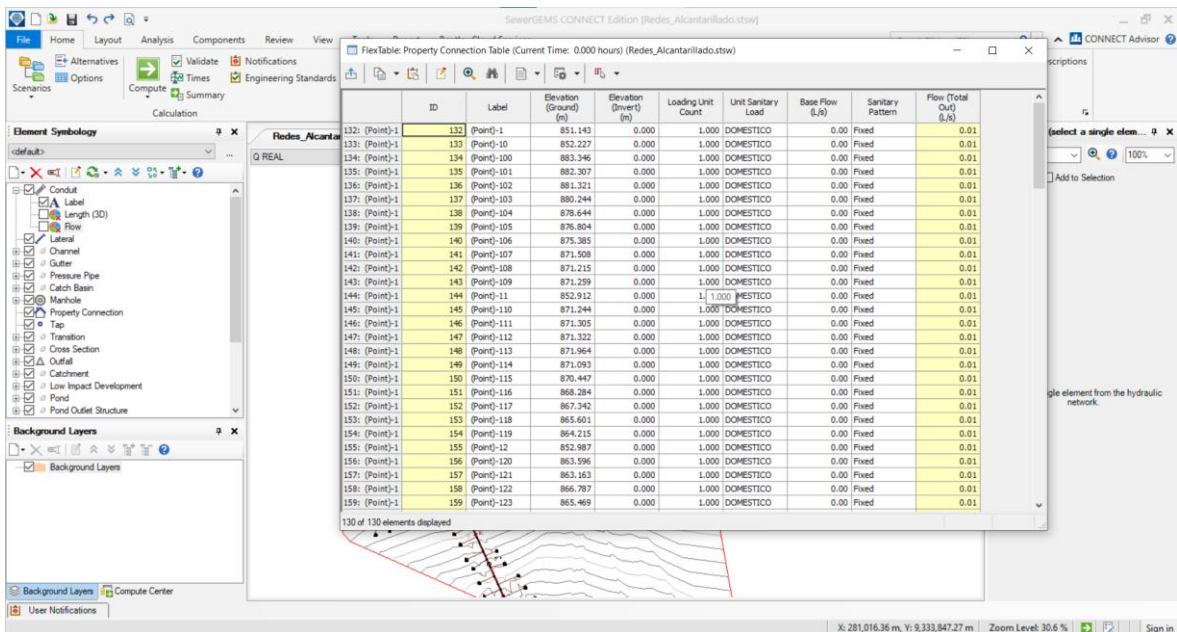 SewerGEMS CONNECT Edition [Redes_Alcantarillado.stsw]
File Home Layout Analysis Components Review View
CONNECT Advisor
Alternatives
Options
Scenarios
Compute
Validate
Times
Summary
Notifications
Engineering Standards
Calculation
scriptions
Element Symbology
<default>
Conduit
Label
Length (3D)
Flow
Lateral
Channel
Gutter
Pressure Pipe
Catch Basin
Manhole
Property Connection
Tap
Transition
Cross Section
Outfall
Catchment
Low Impact Development
Pond
Pond Outlet Structure
Background Layers
Background Layers
Background Layers Compute Center
User Notifications
Redes_Alcantar
Q REAL
FlexTable: Property Connection Table (Current Time: 0.000 hours) (Redes_Alcantarillado.stsw)
ID Label Elevation (Ground) (m) Elevation (Invert) (m) Loading Unit Count Unit Sanitary Load Base Flow (L/s) Sanitary Pattern Flow (Total Out) (L/s)
132: (Point)-1 132 (Point)-1 851.143 0.000 1.000 DOMESTICO 0.00 Fixed 0.01
133: (Point)-1 133 (Point)-10 852.227 0.000 1.000 DOMESTICO 0.00 Fixed 0.01
134: (Point)-1 134 (Point)-100 883.346 0.000 1.000 DOMESTICO 0.00 Fixed 0.01
135: (Point)-1 135 (Point)-101 882.307 0.000 1.000 DOMESTICO 0.00 Fixed 0.01
136: (Point)-1 136 (Point)-102 881.321 0.000 1.000 DOMESTICO 0.00 Fixed 0.01
137: (Point)-1 137 (Point)-103 880.244 0.000 1.000 DOMESTICO 0.00 Fixed 0.01
138: (Point)-1 138 (Point)-104 878.644 0.000 1.000 DOMESTICO 0.00 Fixed 0.01
139: (Point)-1 139 (Point)-105 876.804 0.000 1.000 DOMESTICO 0.00 Fixed 0.01
140: (Point)-1 140 (Point)-106 875.385 0.000 1.000 DOMESTICO 0.00 Fixed 0.01
141: (Point)-1 141 (Point)-107 871.508 0.000 1.000 DOMESTICO 0.00 Fixed 0.01
142: (Point)-1 142 (Point)-108 871.215 0.000 1.000 DOMESTICO 0.00 Fixed 0.01
143: (Point)-1 143 (Point)-109 871.259 0.000 1.000 DOMESTICO 0.00 Fixed 0.01
144: (Point)-1 144 (Point)-11 852.912 0.000 1. 1.000 MESTICO 0.00 Fixed 0.01
145: (Point)-1 145 (Point)-110 871.244 0.000 1.000 DOMESTICO 0.00 Fixed 0.01
146: (Point)-1 146 (Point)-111 871.305 0.000 1.000 DOMESTICO 0.00 Fixed 0.01
147: (Point)-1 147 (Point)-112 871.322 0.000 1.000 DOMESTICO 0.00 Fixed 0.01
148: (Point)-1 148 (Point)-113 871.964 0.000 1.000 DOMESTICO 0.00 Fixed 0.01
149: (Point)-1 149 (Point)-114 871.093 0.000 1.000 DOMESTICO 0.00 Fixed 0.01
150: (Point)-1 150 (Point)-115 870.447 0.000 1.000 DOMESTICO 0.00 Fixed 0.01
151: (Point)-1 151 (Point)-116 868.284 0.000 1.000 DOMESTICO 0.00 Fixed 0.01
152: (Point)-1 152 (Point)-117 867.342 0.000 1.000 DOMESTICO 0.00 Fixed 0.01
153: (Point)-1 153 (Point)-118 865.601 0.000 1.000 DOMESTICO 0.00 Fixed 0.01
154: (Point)-1 154 (Point)-119 864.215 0.000 1.000 DOMESTICO 0.00 Fixed 0.01
155: (Point)-1 155 (Point)-12 852.987 0.000 1.000 DOMESTICO 0.00 Fixed 0.01
156: (Point)-1 156 (Point)-120 863.596 0.000 1.000 DOMESTICO 0.00 Fixed 0.01
157: (Point)-1 157 (Point)-121 863.163 0.000 1.000 DOMESTICO 0.00 Fixed 0.01
158: (Point)-1 158 (Point)-122 866.787 0.000 1.000 DOMESTICO 0.00 Fixed 0.01
159: (Point)-1 159 (Point)-123 865.469 0.000 1.000 DOMESTICO 0.00 Fixed 0.01
130 of 130 elements displayed
(select a single elem...
100%
Add to Selection
gle element from the hydraulic
network.
X: 281,016.36 m, Y: 9,333,847.27 m Zoom Level: 30.6 % Sign in